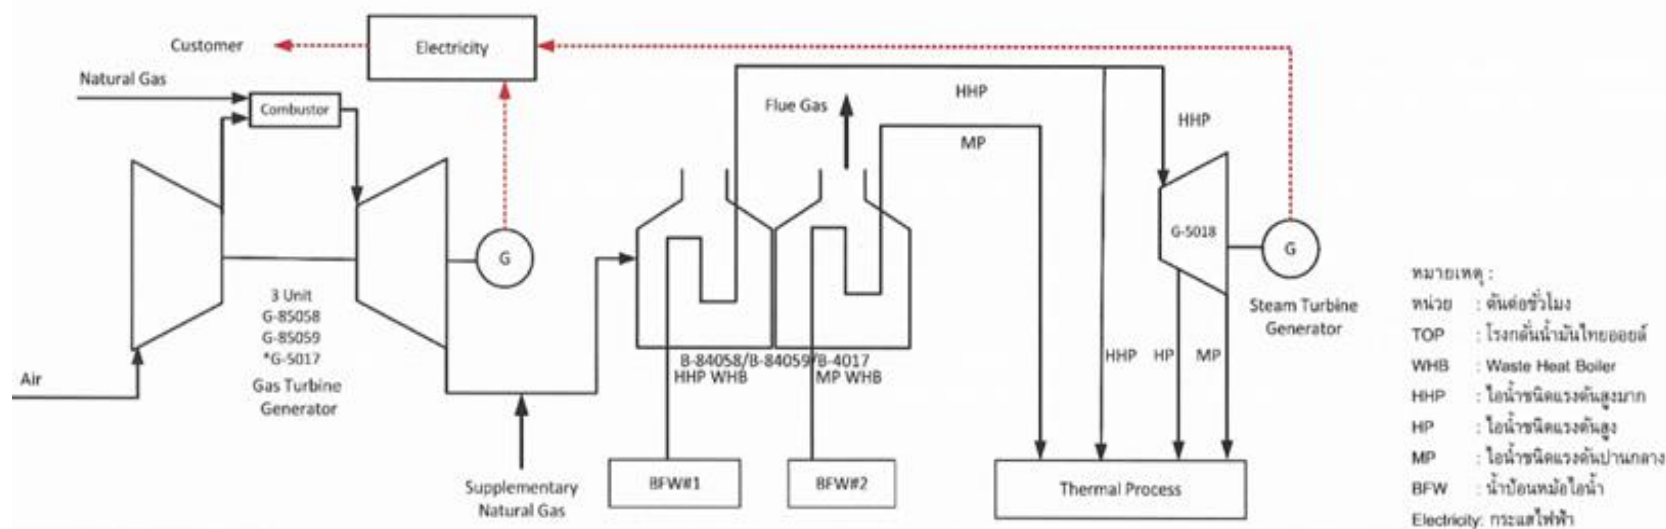 Customer
Electricity
Natural Gas
Combustor
Flue Gas
HHP
MP
HHP
G-5018
G
G
3 Unit
G-85058
G-85059
*G-5017
Gas Turbine
Generator
Air
Steam Turbine
Generator
B-84058/B-84059/B-4017
HHP WHB
MP WHB
HHP
HP
MP
Supplementary
Natural Gas
BFW#1
BFW#2
Thermal Process
หมายเหตุ :
หน่วย : ตันต่อชั่วโมง
TOP : โรงกลั่นน้ำมันไทยออยล์
WHB : Waste Heat Boiler
HHP : ไอน้ำชนิดแรงดันสูงมาก
HP : ไอน้ำชนิดแรงดันสูง
MP : ไอน้ำชนิดแรงดันปานกลาง
BFW : น้ำป้อนหม้อไอน้ำ
Electricity: กระแสไฟฟ้า